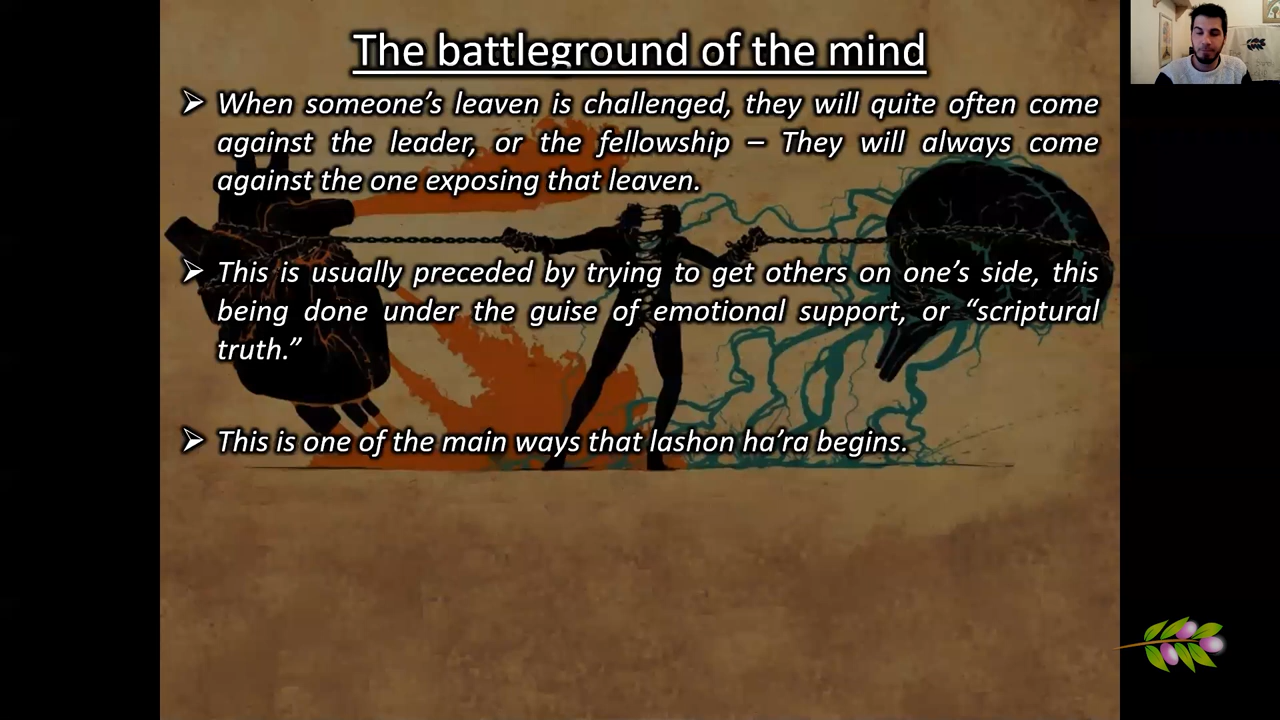 The battleground of the mind
➢ When someone’s leaven is challenged, they will quite often come
against the leader, or the fellowship – They will always come
against the one exposing that leaven.
➢ This is usually preceded by trying to get others on one’s side, this
being done under the guise of emotional support, or “scriptural
truth.”
➢ This is one of the main ways that lashon ha’ra begins.